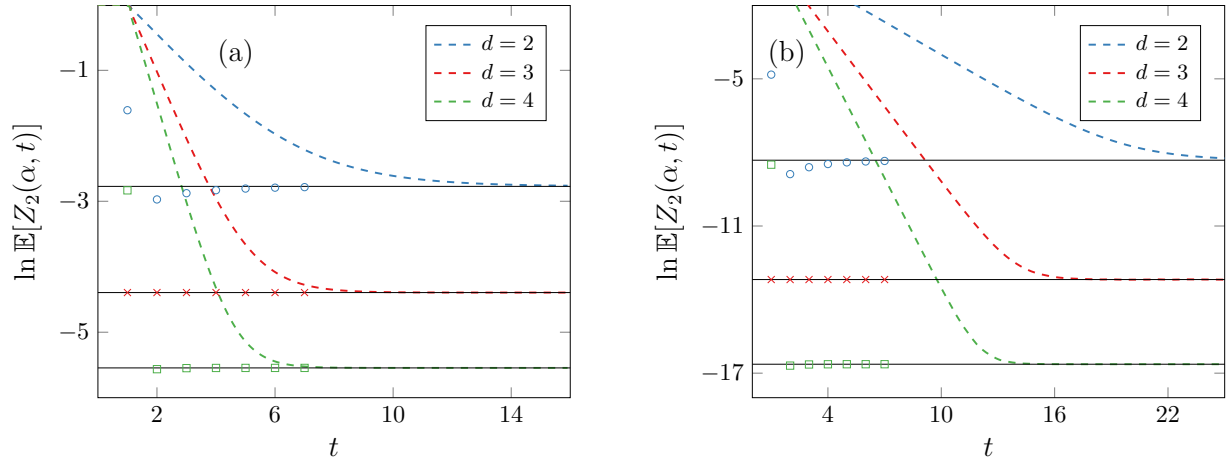 (a)
d = 2
d = 3
d = 4
−1
−3
−5
2 6 10 14
t
ln 𝔼[Z₂(α, t)]
(b)
d = 2
d = 3
d = 4
−5
−11
−17
4 10 16 22
t
ln 𝔼[Z₂(α, t)]